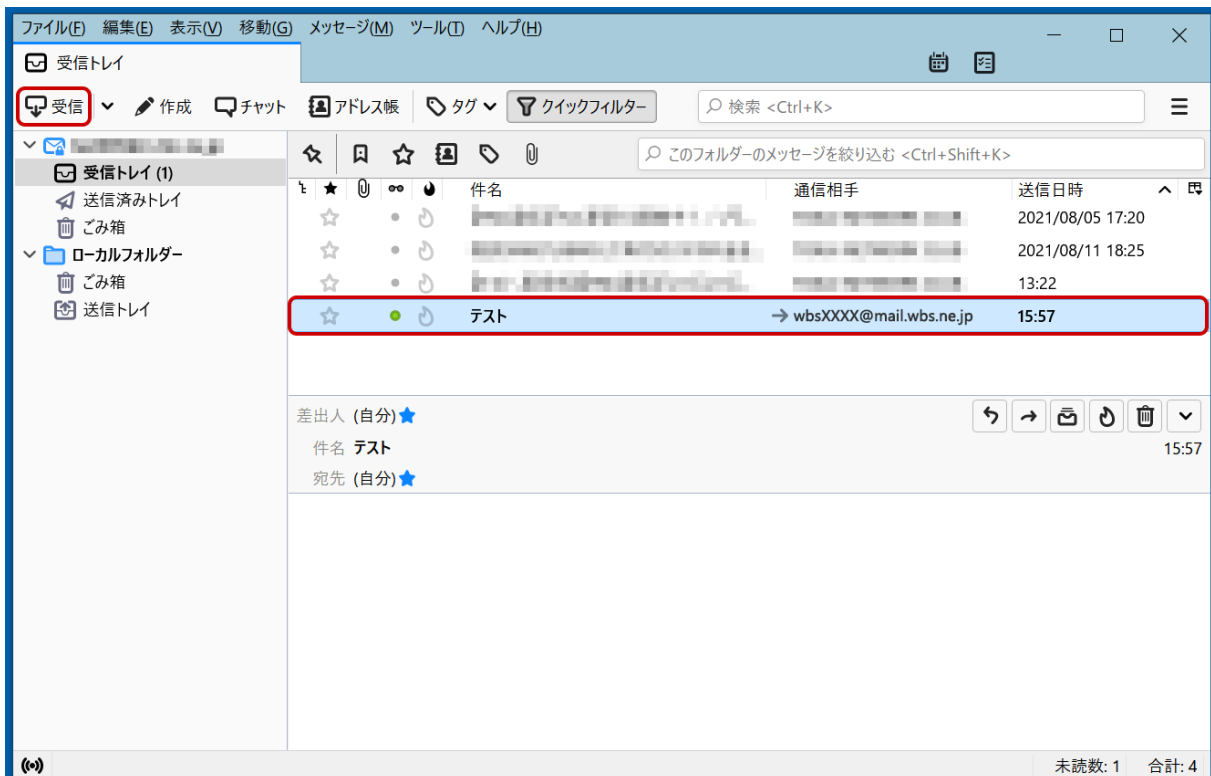 ファイル(F) 編集(E) 表示(V) 移動(G) メッセージ(M) ツール(T) ヘルプ(H)
受信トレイ
受信 作成 チャット アドレス帳 タグ クイックフィルター 検索 <Ctrl+K>
このフォルダーのメッセージを絞り込む <Ctrl+Shift+K>
受信トレイ (1)
送信済みトレイ
ごみ箱
ローカルフォルダー
ごみ箱
送信トレイ
件名 通信相手 送信日時
2021/08/05 17:20
2021/08/11 18:25
13:22
テスト wbsXXXX@mail.wbs.ne.jp 15:57
差出人 (自分)
件名 テスト 15:57
宛先 (自分)
未読数: 1 合計: 4